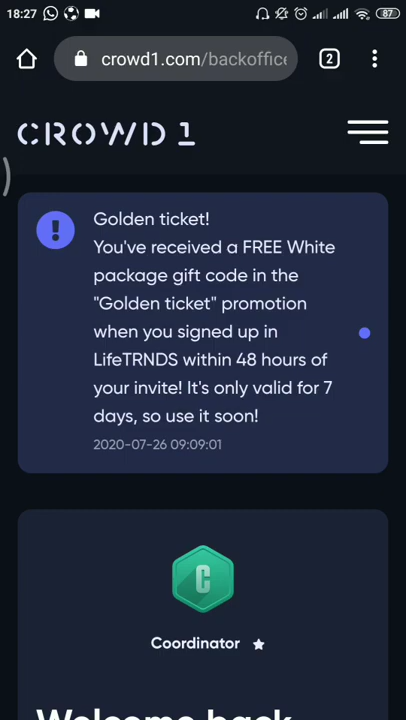 18:27 87
crowd1.com/backoffice 2
CROWD 1
Golden ticket!
You've received a FREE White
package gift code in the
"Golden ticket" promotion
when you signed up in
LifeTRNDS within 48 hours of
your invite! It's only valid for 7
days, so use it soon!
2020-07-26 09:09:01
C
Coordinator
Welcome back